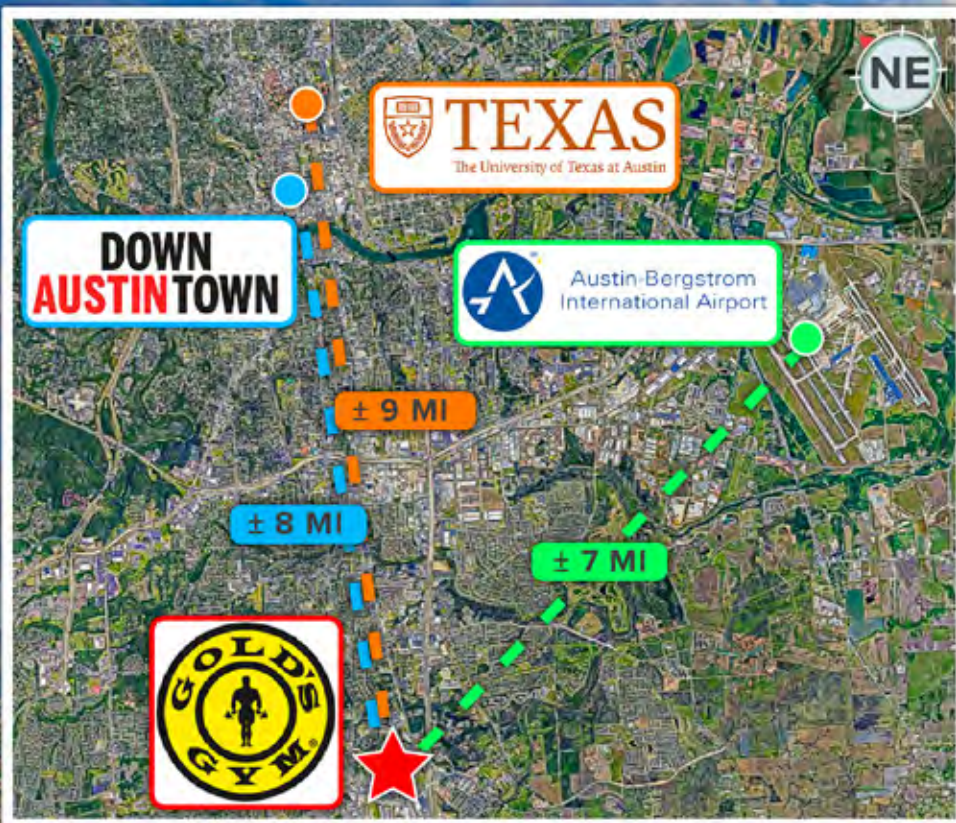 NE
TEXAS
The University of Texas at Austin
DOWN
AUSTIN TOWN
Austin-Bergstrom
International Airport
± 9 MI
± 8 MI
± 7 MI
GOLD'S
GYM®